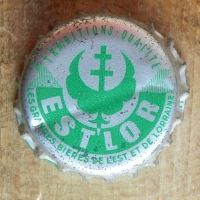 TRADITIONS-QUALITÉ
ESTLOR
LES GRANDES BIÈRES DE L'EST ET DE LORRAINE